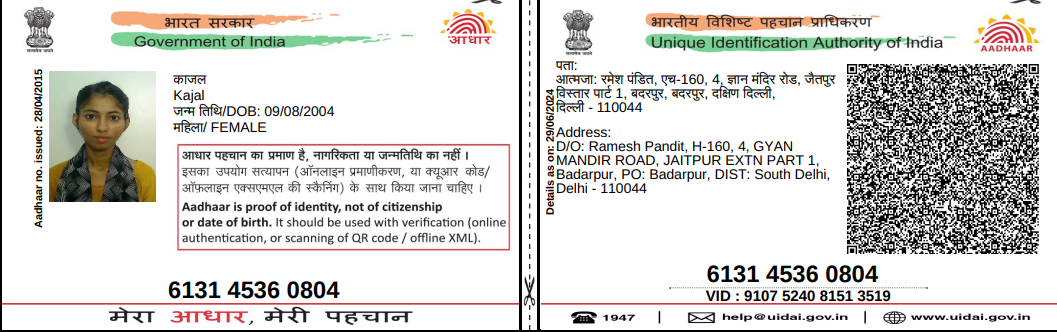 भारत सरकार
Government of India
आधार
Aadhaar no. issued: 28/04/2015
काजल
Kajal
जन्म तिथि/DOB: 09/08/2004
महिला/ FEMALE
आधार पहचान का प्रमाण है, नागरिकता या जन्मतिथि का नहीं ।
इसका उपयोग सत्यापन (ऑनलाइन प्रमाणीकरण, या क्यूआर कोड/
ऑफ़लाइन एक्सएमएल की स्कैनिंग) के साथ किया जाना चाहिए ।
Aadhaar is proof of identity, not of citizenship
or date of birth. It should be used with verification (online
authentication, or scanning of QR code / offline XML).
6131 4536 0804
मेरा आधार, मेरी पहचान
भारतीय विशिष्ट पहचान प्राधिकरण
Unique Identification Authority of India
AADHAAR
Details as on: 29/06/2024
पता:
आत्मजा: रमेश पंडित, एच-160, 4, ज्ञान मंदिर रोड, जैतपुर
विस्तार पार्ट 1, बदरपुर, बदरपुर, दक्षिण दिल्ली,
दिल्ली - 110044
Address:
D/O: Ramesh Pandit, H-160, 4, GYAN
MANDIR ROAD, JAITPUR EXTN PART 1,
Badarpur, PO: Badarpur, DIST: South Delhi,
Delhi - 110044
6131 4536 0804
VID : 9107 5240 8151 3519
1947 | help@uidai.gov.in | www.uidai.gov.in